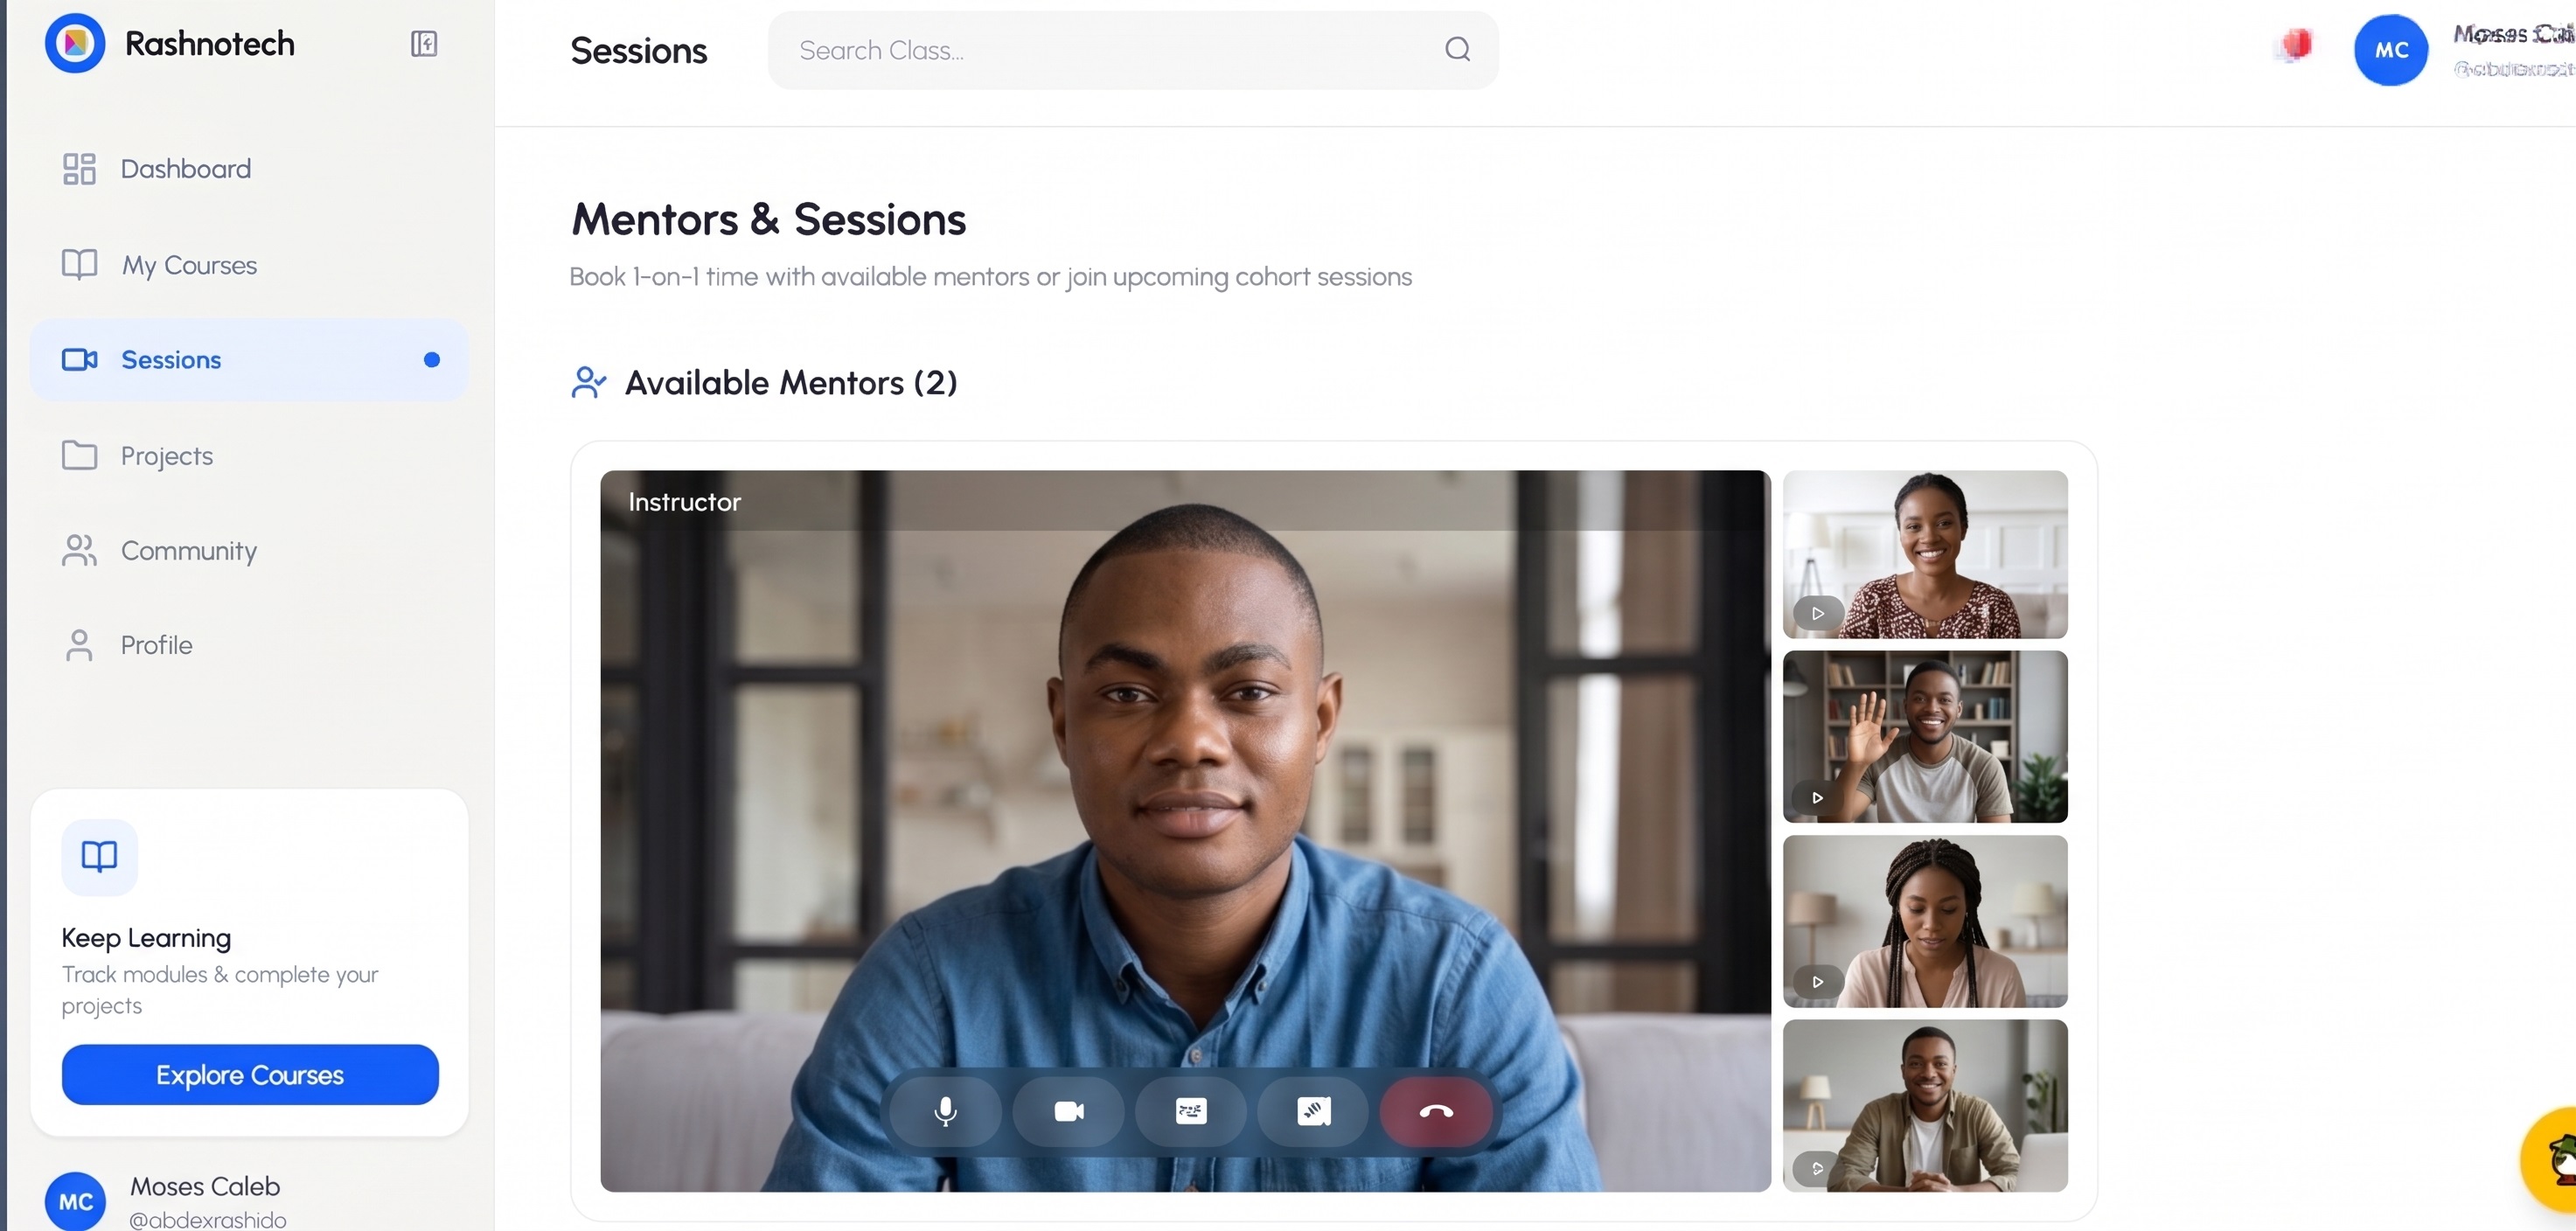 Rashnotech
Sessions
Search Class...
MC
Dashboard
My Courses
Sessions
Projects
Community
Profile
Mentors & Sessions
Book 1-on-1 time with available mentors or join upcoming cohort sessions
Available Mentors (2)
Instructor
Keep Learning
Track modules & complete your
projects
Explore Courses
MC
Moses Caleb
@abdexrashido